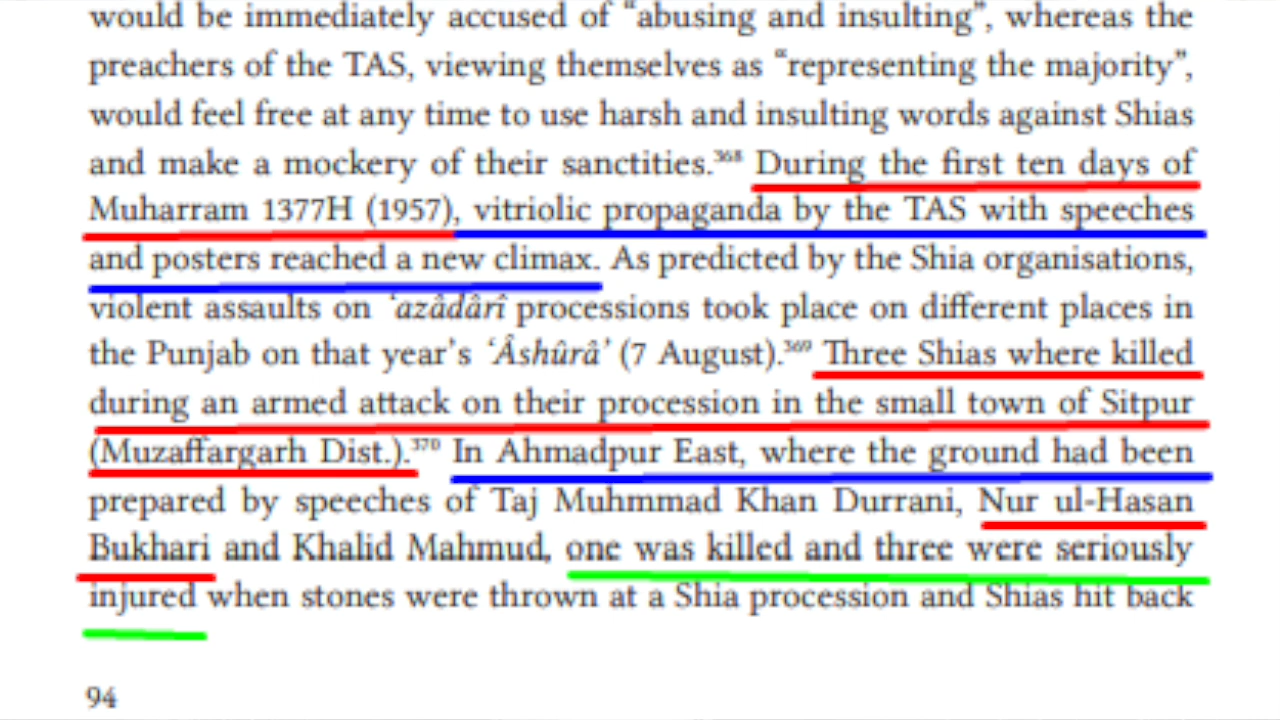 would be immediately accused of “abusing and insulting”, whereas the
preachers of the TAS, viewing themselves as “representing the majority”,
would feel free at any time to use harsh and insulting words against Shias
and make a mockery of their sanctities.³⁶⁸ During the first ten days of
Muharram 1377H (1957), vitriolic propaganda by the TAS with speeches
and posters reached a new climax. As predicted by the Shia organisations,
violent assaults on ‘azâdârî processions took place on different places in
the Punjab on that year’s ‘Âshûrâ’ (7 August).³⁶⁹ Three Shias where killed
during an armed attack on their procession in the small town of Sitpur
(Muzaffargarh Dist.).³⁷⁰ In Ahmadpur East, where the ground had been
prepared by speeches of Taj Muhmmad Khan Durrani, Nur ul-Hasan
Bukhari and Khalid Mahmud, one was killed and three were seriously
injured when stones were thrown at a Shia procession and Shias hit back
94